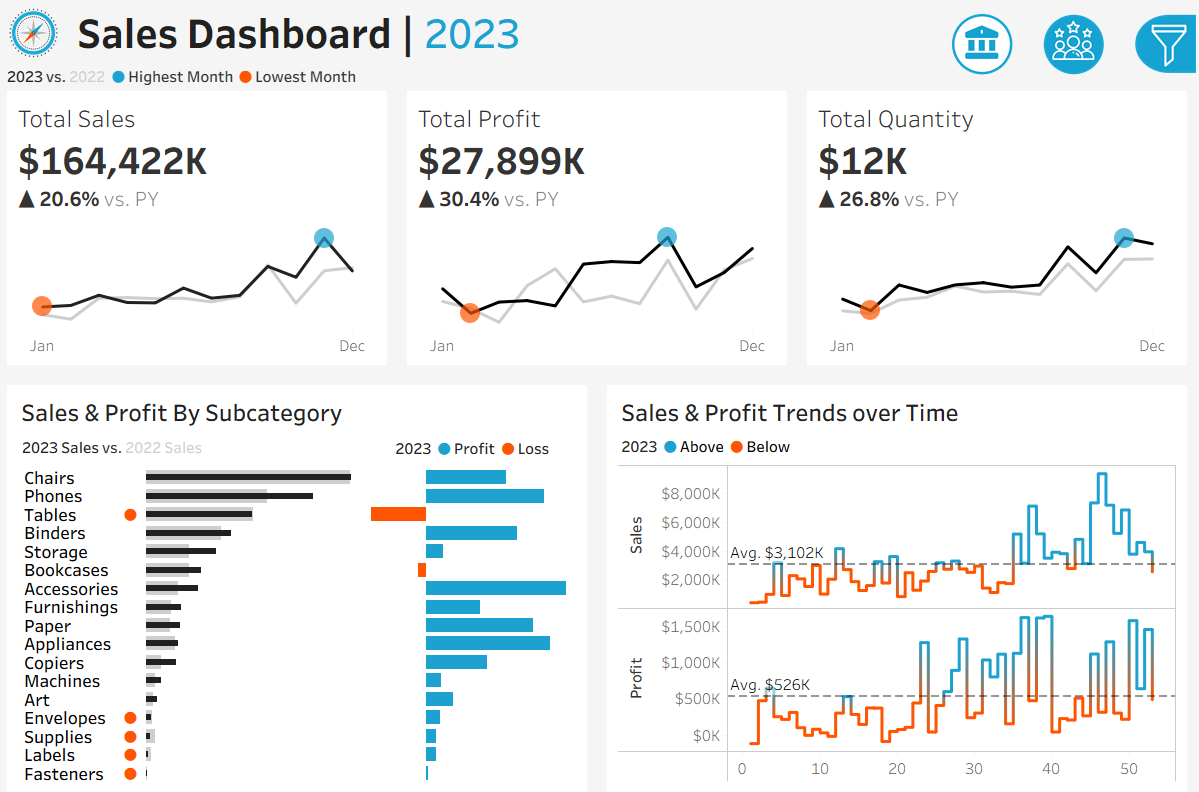 Sales Dashboard | 2023
2023 vs. 2022 Highest Month Lowest Month
Total Sales
$164,422K
▲ 20.6% vs. PY
Jan Dec
Total Profit
$27,899K
▲ 30.4% vs. PY
Jan Dec
Total Quantity
$12K
▲ 26.8% vs. PY
Jan Dec
Sales & Profit By Subcategory
2023 Sales vs. 2022 Sales
2023 Profit Loss
Chairs
Phones
Tables
Binders
Storage
Bookcases
Accessories
Furnishings
Paper
Appliances
Copiers
Machines
Art
Envelopes
Supplies
Labels
Fasteners
Sales & Profit Trends over Time
2023 Above Below
Sales
$8,000K
$6,000K
$4,000K
$2,000K
Avg. $3,102K
Profit
$1,500K
$1,000K
$500K
$0K
Avg. $526K
0 10 20 30 40 50